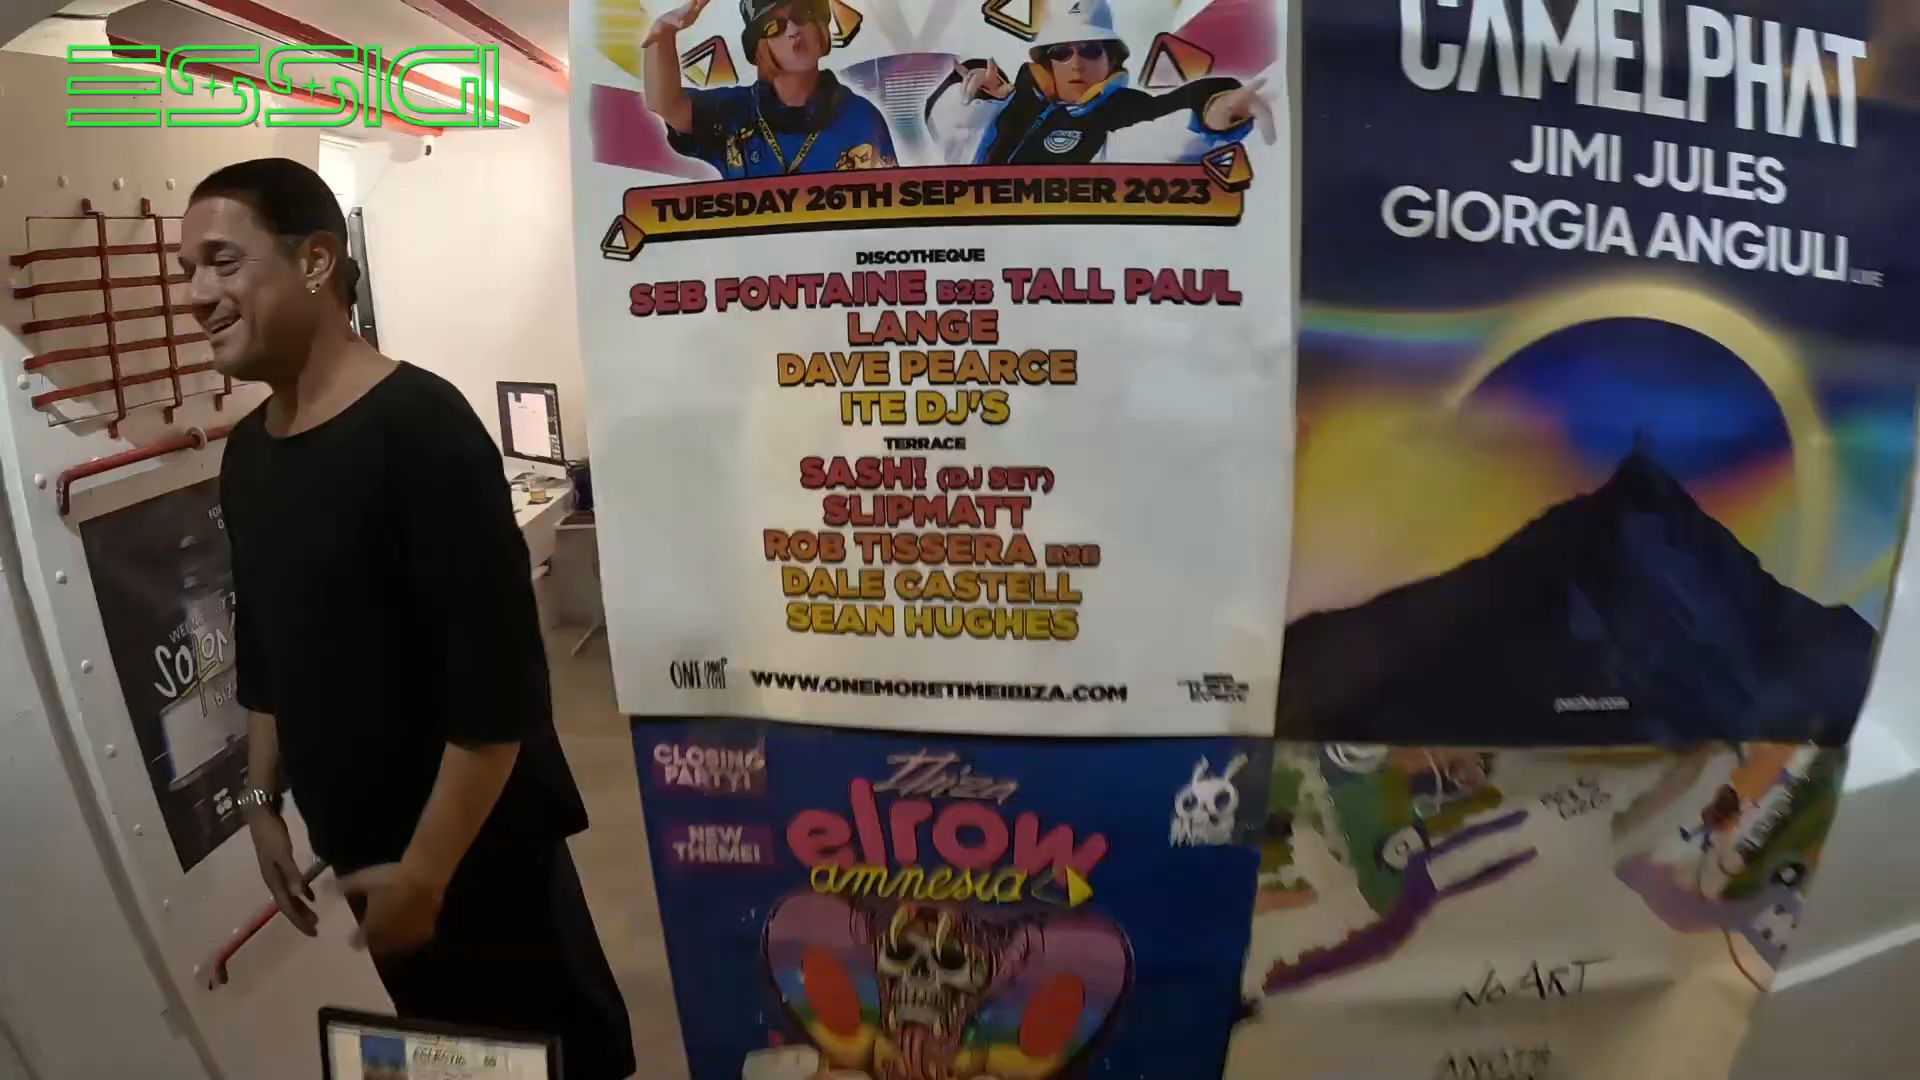 ESSIGI
TUESDAY 26TH SEPTEMBER 2023
DISCOTHEQUE
SEB FONTAINE B2B TALL PAUL
LANGE
DAVE PEARCE
ITE DJ'S
TERRACE
SASH! (DJ SET)
SLIPMATT
ROB TISSERA B2B
DALE CASTELL
SEAN HUGHES
WWW.ONEMORETIMEIBIZA.COM
CAMELPHAT
JIMI JULES
GIORGIA ANGIULI LIVE
CLOSING
PARTY!
NEW
THEME!
Ibiza
elrow
amnesia
NO ART